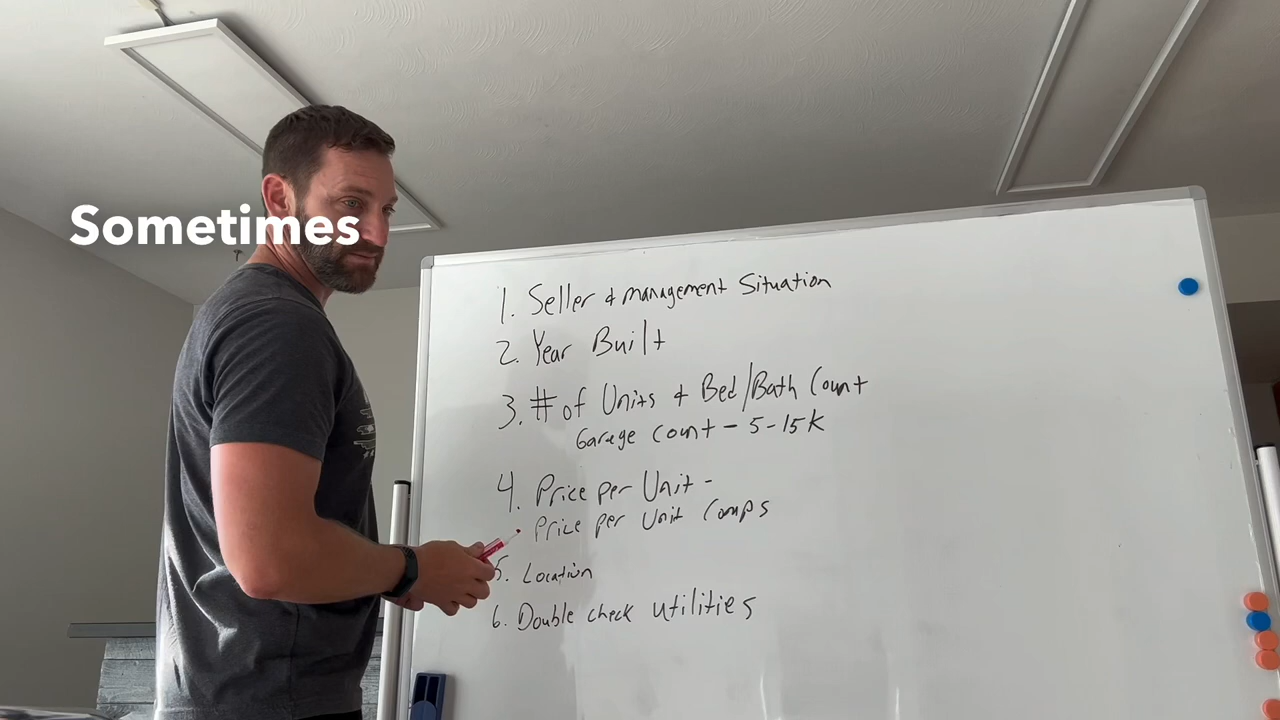 Sometimes
1. Seller & management Situation
2. Year Built
3. # of Units & Bed/Bath Count
Garage count - 5-15K
4. Price per Unit -
Price per Unit Comps
5. Location
6. Double check utilities